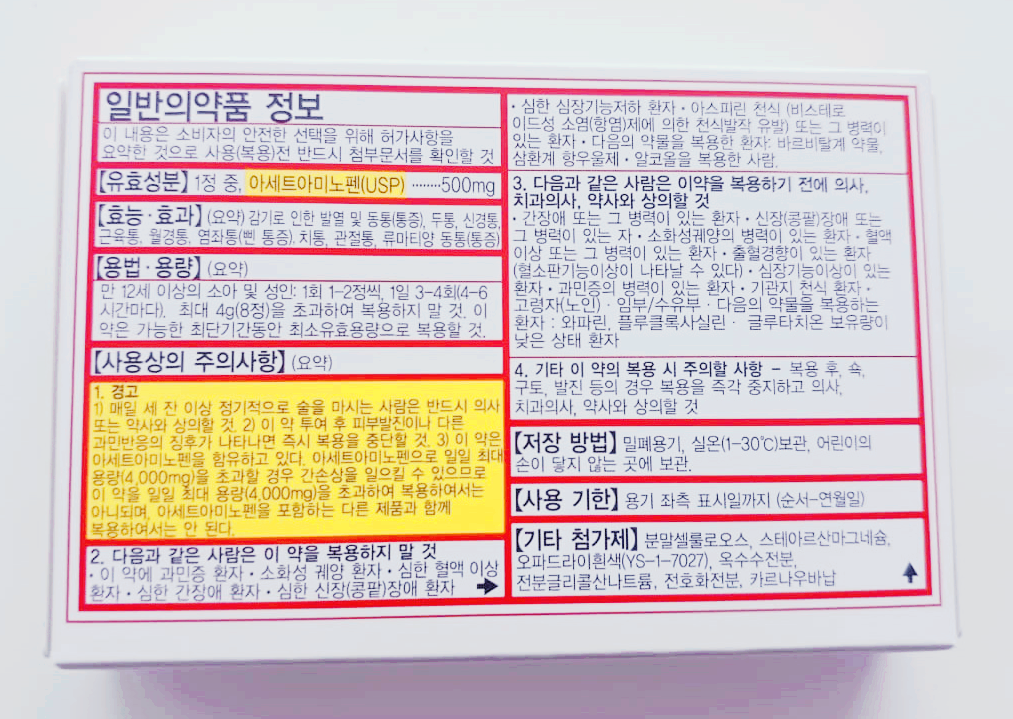 일반의약품 정보
이 내용은 소비자의 안전한 선택을 위해 허가사항을
요약한 것으로 사용(복용)전 반드시 첨부문서를 확인할 것
【유효성분】 1정 중, 아세트아미노펜(USP) ········500mg
【효능·효과】 (요약) 감기로 인한 발열 및 동통(통증), 두통, 신경통,
근육통, 월경통, 염좌통(삔 통증). 치통, 관절통, 류마티양 동통(통증)
【용법·용량】 (요약)
만 12세 이상의 소아 및 성인: 1회 1-2정씩, 1일 3-4회(4-6
시간마다). 최대 4g(8정)을 초과하여 복용하지 말 것. 이
약은 가능한 최단기간동안 최소유효용량으로 복용할 것.
【사용상의 주의사항】 (요약)
1. 경고
1) 매일 세 잔 이상 정기적으로 술을 마시는 사람은 반드시 의사
또는 약사와 상의할 것. 2) 이 약 투여 후 피부발진이나 다른
과민반응의 징후가 나타나면 즉시 복용을 중단할 것. 3) 이 약은
아세트아미노펜을 함유하고 있다. 아세트아미노펜으로 일일 최대
용량(4,000mg)을 초과할 경우 간손상을 일으킬 수 있으므로
이 약을 일일 최대 용량(4,000mg)을 초과하여 복용하여서는
아니되며, 아세트아미노펜을 포함하는 다른 제품과 함께
복용하여서는 안 된다.
2. 다음과 같은 사람은 이 약을 복용하지 말 것
· 이 약에 과민증 환자 · 소화성 궤양 환자 · 심한 혈액 이상
환자 · 심한 간장애 환자 · 심한 신장(콩팥)장애 환자
· 심한 심장기능저하 환자 · 아스피린 천식 (비스테로
이드성 소염(항염)제에 의한 천식발작 유발) 또는 그 병력이
있는 환자 · 다음의 약물을 복용한 환자: 바르비탈계 약물,
삼환계 항우울제 · 알코올을 복용한 사람.
3. 다음과 같은 사람은 이약을 복용하기 전에 의사,
치과의사, 약사와 상의할 것
· 간장애 또는 그 병력이 있는 환자 · 신장(콩팥)장애 또는
그 병력이 있는 자 · 소화성궤양의 병력이 있는 환자 · 혈액
이상 또는 그 병력이 있는 환자 · 출혈경향이 있는 환자
(혈소판기능이상이 나타날 수 있다) · 심장기능이상이 있는
환자 · 과민증의 병력이 있는 환자 · 기관지 천식 환자 ·
고령자(노인) · 임부/수유부 · 다음의 약물을 복용하는
환자 : 와파린, 플루클록사실린 · 글루타치온 보유량이
낮은 상태 환자
4. 기타 이 약의 복용 시 주의할 사항 - 복용 후, 쇽,
구토, 발진 등의 경우 복용을 즉각 중지하고 의사,
치과의사, 약사와 상의할 것
【저장 방법】 밀폐용기, 실온(1-30℃)보관, 어린이의
손이 닿지 않는 곳에 보관.
【사용 기한】 용기 좌측 표시일까지 (순서-연월일)
【기타 첨가제】 분말셀룰로오스, 스테아르산마그네슘,
오파드라이흰색(YS-1-7027), 옥수수전분,
전분글리콜산나트륨, 전호화전분, 카르나우바납